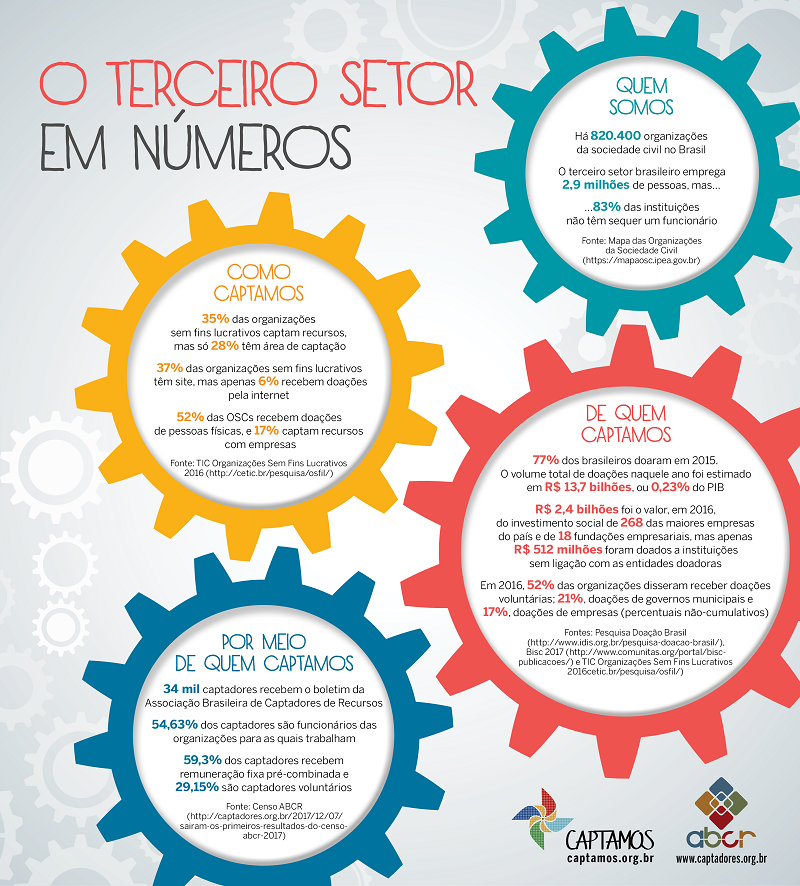 O TERCEIRO SETOR
EM NÚMEROS
QUEM
SOMOS
Há 820.400 organizações
da sociedade civil no Brasil
O terceiro setor brasileiro emprega
2,9 milhões de pessoas, mas...
...83% das instituições
não têm sequer um funcionário
Fonte: Mapa das Organizações
da Sociedade Civil
(https://mapaosc.ipea.gov.br)
COMO
CAPTAMOS
35% das organizações
sem fins lucrativos captam recursos,
mas só 28% têm área de captação
37% das organizações sem fins lucrativos
têm site, mas apenas 6% recebem doações
pela internet
52% das OSCs recebem doações
de pessoas físicas, e 17% captam recursos
com empresas
Fonte: TIC Organizações Sem Fins Lucrativos
2016 (http://cetic.br/pesquisa/osfil/)
DE QUEM
CAPTAMOS
77% dos brasileiros doaram em 2015.
O volume total de doações naquele ano foi estimado
em R$ 13,7 bilhões, ou 0,23% do PIB
R$ 2,4 bilhões foi o valor, em 2016,
do investimento social de 268 das maiores empresas
do país e de 18 fundações empresariais, mas apenas
R$ 512 milhões foram doados a instituições
sem ligação com as entidades doadoras
Em 2016, 52% das organizações disseram receber doações
voluntárias; 21%, doações de governos municipais e
17%, doações de empresas (percentuais não-cumulativos)
Fontes: Pesquisa Doação Brasil
(http://www.idis.org.br/pesquisa-doacao-brasil/),
Bisc 2017 (http://www.comunitas.org/portal/bisc-
publicacoes/) e TIC Organizações Sem Fins Lucrativos
2016cetic.br/pesquisa/osfil/)
POR MEIO
DE QUEM CAPTAMOS
34 mil captadores recebem o boletim da
Associação Brasileira de Captadores de Recursos
54,63% dos captadores são funcionários das
organizações para as quais trabalham
59,3% dos captadores recebem
remuneração fixa pré-combinada e
29,15% são captadores voluntários
Fonte: Censo ABCR
(http://captadores.org.br/2017/12/07/
sairam-os-primeiros-resultados-do-censo-
abcr-2017)
CAPTAMOS
captamos.org.br
abcr
www.captadores.org.br